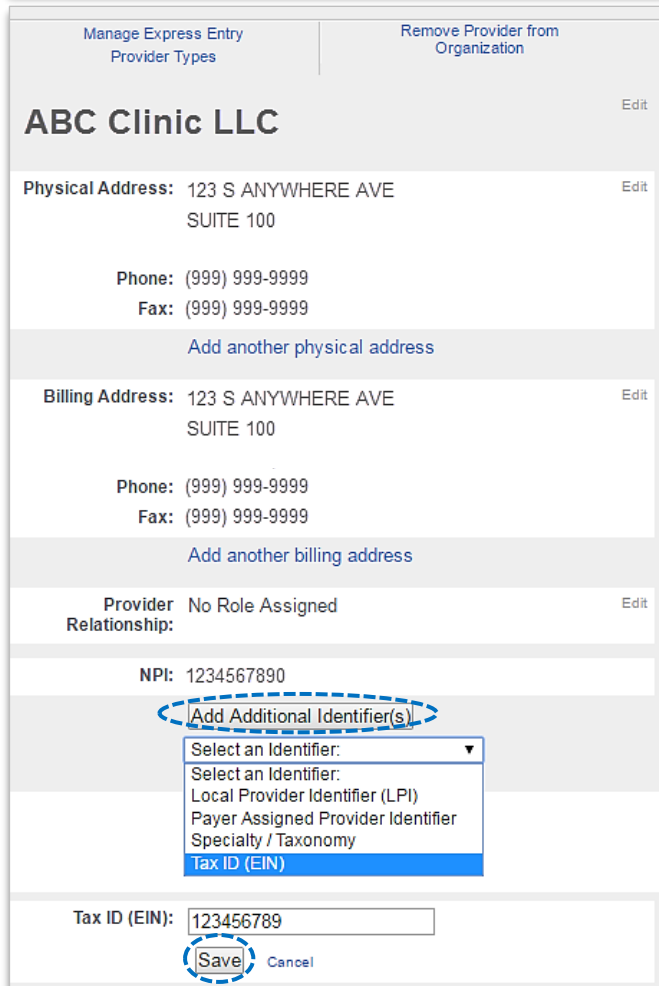 Manage Express Entry
Provider Types
Remove Provider from
Organization
ABC Clinic LLC
Edit
Physical Address: 123 S ANYWHERE AVE
Edit
SUITE 100
Phone: (999) 999-9999
Fax: (999) 999-9999
Add another physical address
Billing Address: 123 S ANYWHERE AVE
Edit
SUITE 100
Phone: (999) 999-9999
Fax: (999) 999-9999
Add another billing address
Provider
Relationship:
No Role Assigned
Edit
NPI: 1234567890
Add Additional Identifier(s)
Select an Identifier:
Select an Identifier:
Local Provider Identifier (LPI)
Payer Assigned Provider Identifier
Specialty / Taxonomy
Tax ID (EIN)
Tax ID (EIN): 123456789
Save Cancel